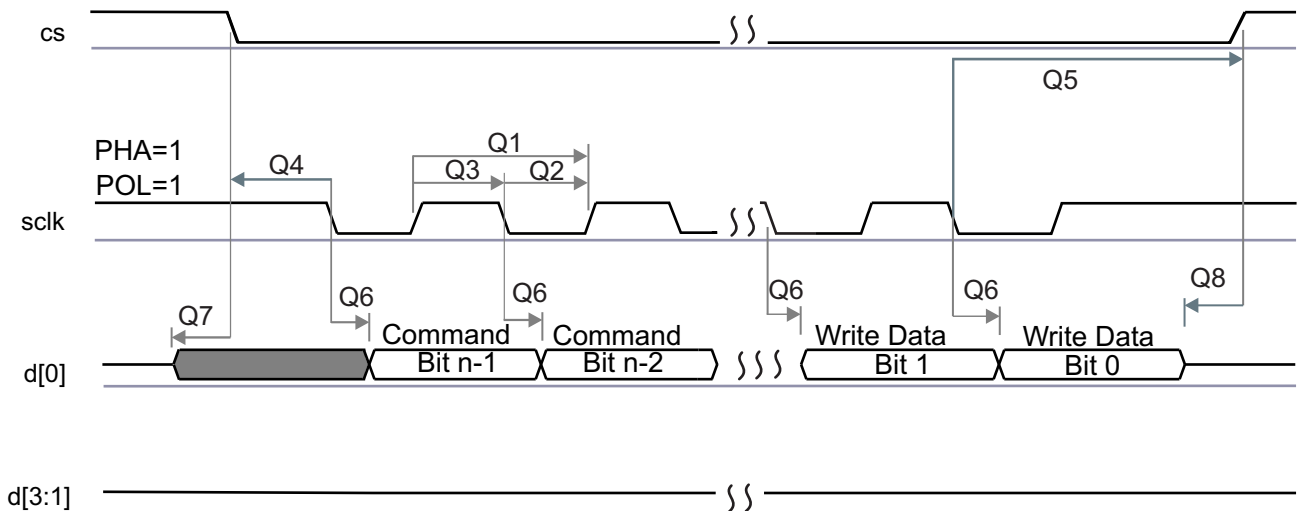 cs
Q5
PHA=1
Q1
Q4
Q3
Q2
POL=1
sclk
Q7
Q6
Q6
Q6
Q6
Q8
Command
Command
Write Data
Write Data
d[0]
Bit n-1
Bit n-2
Bit 1
Bit 0
d[3:1]